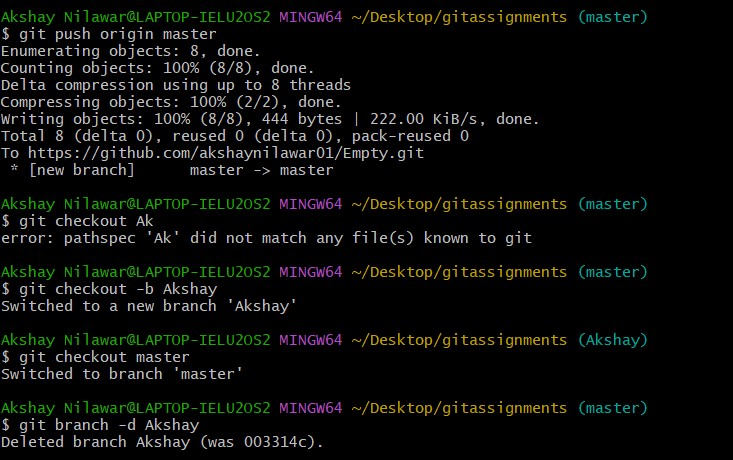 Akshay Nilawar@LAPTOP-IELU2OS2 MINGW64 ~/Desktop/gitassignments (master)
$ git push origin master
Enumerating objects: 8, done.
Counting objects: 100% (8/8), done.
Delta compression using up to 8 threads
Compressing objects: 100% (2/2), done.
Writing objects: 100% (8/8), 444 bytes | 222.00 KiB/s, done.
Total 8 (delta 0), reused 0 (delta 0), pack-reused 0
To https://github.com/akshaynilawar01/Empty.git
 * [new branch]      master -> master
Akshay Nilawar@LAPTOP-IELU2OS2 MINGW64 ~/Desktop/gitassignments (master)
$ git checkout Ak
error: pathspec 'Ak' did not match any file(s) known to git
Akshay Nilawar@LAPTOP-IELU2OS2 MINGW64 ~/Desktop/gitassignments (master)
$ git checkout -b Akshay
Switched to a new branch 'Akshay'
Akshay Nilawar@LAPTOP-IELU2OS2 MINGW64 ~/Desktop/gitassignments (Akshay)
$ git checkout master
Switched to branch 'master'
Akshay Nilawar@LAPTOP-IELU2OS2 MINGW64 ~/Desktop/gitassignments (master)
$ git branch -d Akshay
Deleted branch Akshay (was 003314c).